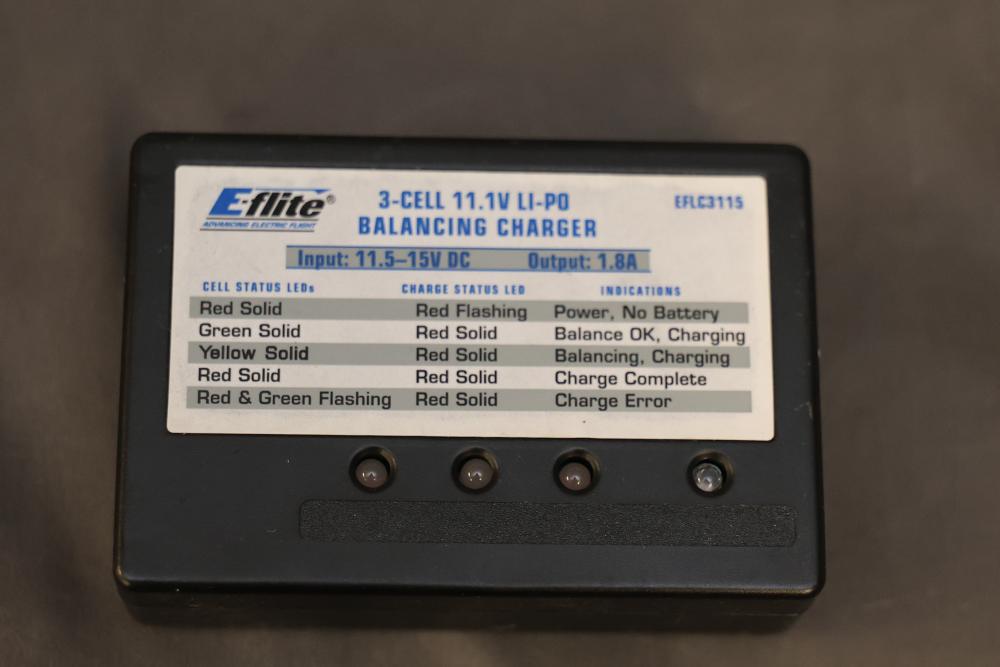 E-flite®
ADVANCING ELECTRIC FLIGHT
3-CELL 11.1V LI-PO
BALANCING CHARGER
EFLC3115
Input: 11.5–15V DC Output: 1.8A
CELL STATUS LEDs CHARGE STATUS LED INDICATIONS
Red Solid Red Flashing Power, No Battery
Green Solid Red Solid Balance OK, Charging
Yellow Solid Red Solid Balancing, Charging
Red Solid Red Solid Charge Complete
Red & Green Flashing Red Solid Charge Error